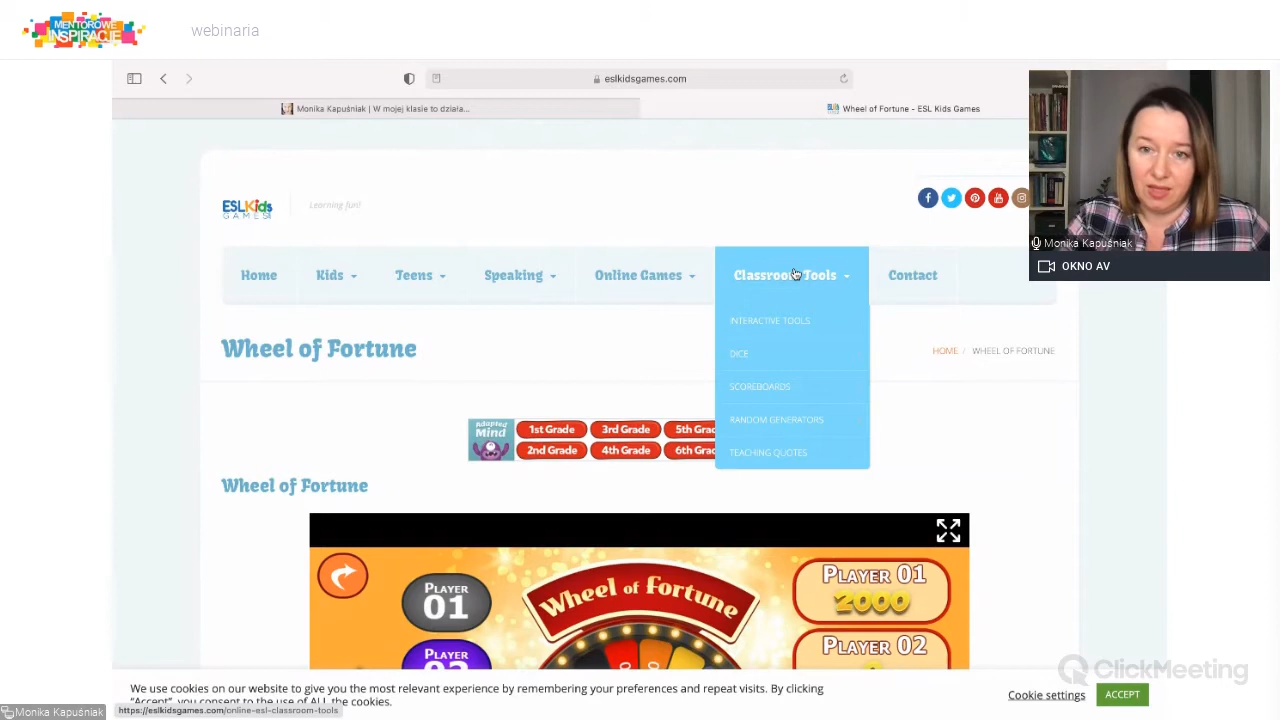 MENTOROWE
INSPIRACJE
webinaria
eslkidsgames.com
Monika Kapuśniak | W mojej klasie to działa...
Wheel of Fortune - ESL Kids Games
ESLKids
GAMES
Learning fun!
Home
Kids
Teens
Speaking
Online Games
Classroom Tools
Contact
INTERACTIVE TOOLS
DICE
SCOREBOARDS
RANDOM GENERATORS
TEACHING QUOTES
Monika Kapuśniak
OKNO AV
Wheel of Fortune
HOME / WHEEL OF FORTUNE
Adapted
Mind
1st Grade
3rd Grade
5th Grad
2nd Grade
4th Grade
6th Grad
Wheel of Fortune
PLAYER
01
Wheel of Fortune
PLAYER 01
2000
PLAYER
PLAYER 02
We use cookies on our website to give you the most relevant experience by remembering your preferences and repeat visits. By clicking
“Accept”, you consent to the use of ALL the cookies.
Cookie settings
ACCEPT
https://eslkidsgames.com/online-esl-classroom-tools
Monika Kapuśniak
ClickMeeting